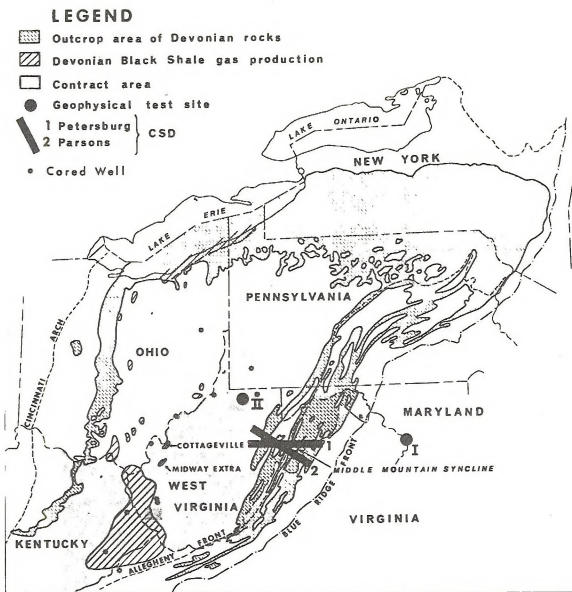 LEGEND
Outcrop area of Devonian rocks
Devonian Black Shale gas production
Contract area
Geophysical test site
1 Petersburg
2 Parsons
CSD
Cored Well
LAKE ONTARIO
NEW YORK
LAKE ERIE
PENNSYLVANIA
CINCINNATI ARCH
OHIO
II
MARYLAND
I
COTTAGEVILLE
1
2
MIDDLE MOUNTAIN SYNCLINE
MIDWAY EXTRA
WEST
VIRGINIA
BLUE RIDGE FRONT
VIRGINIA
KENTUCKY
ALLEGHENY FRONT